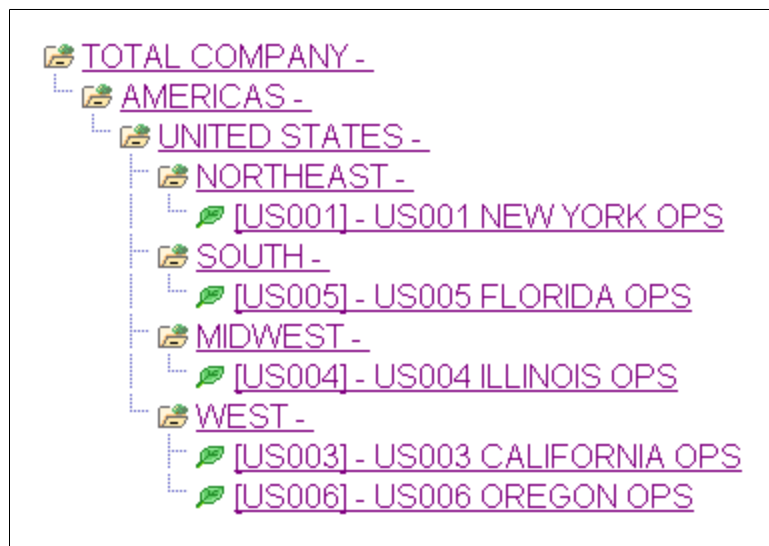 TOTAL COMPANY -
AMERICAS -
UNITED STATES -
NORTHEAST -
[US001] - US001 NEW YORK OPS
SOUTH -
[US005] - US005 FLORIDA OPS
MIDWEST -
[US004] - US004 ILLINOIS OPS
WEST -
[US003] - US003 CALIFORNIA OPS
[US006] - US006 OREGON OPS